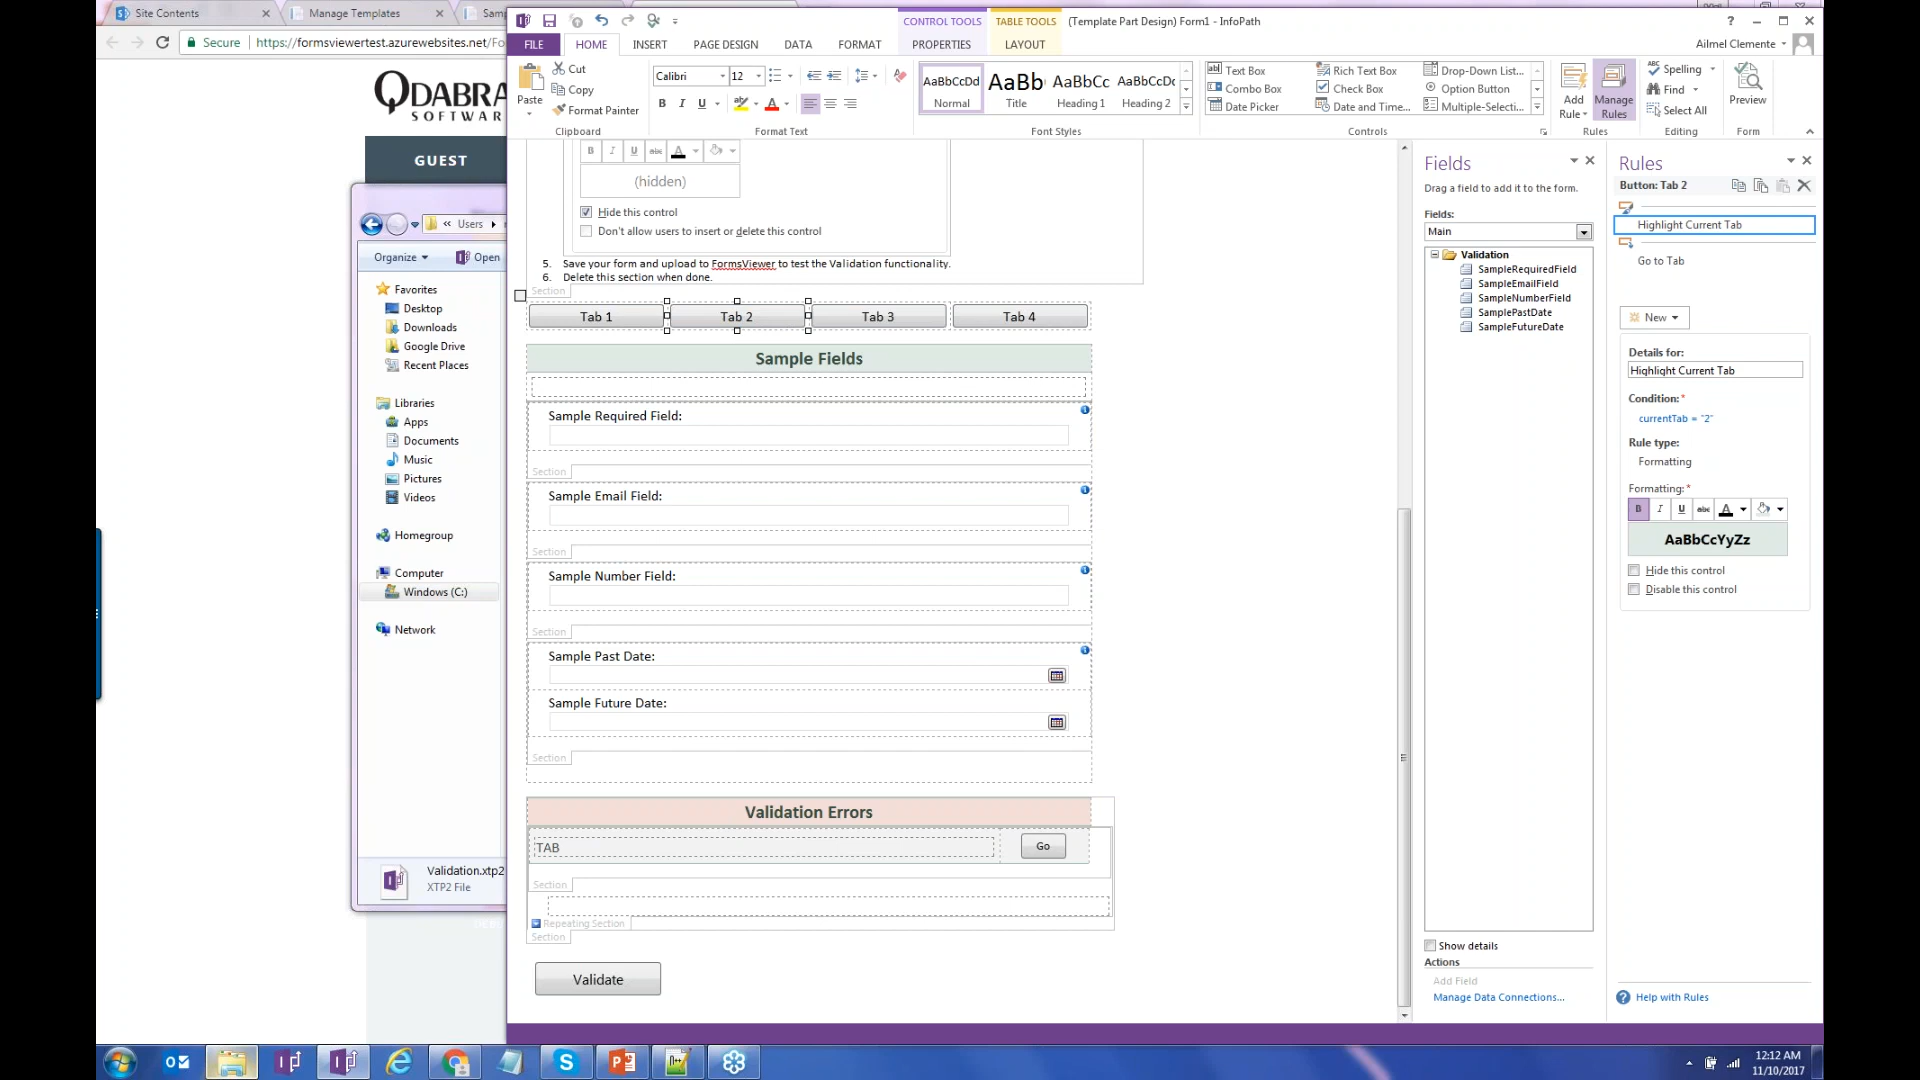 Site Contents
Manage Templates
Sam
Secure
https://formsviewertest.azurewebsites.net/Fo
QDABRA
SOFTWAR
GUEST
Users
Organize
Open
Favorites
Desktop
Downloads
Google Drive
Recent Places
Libraries
Apps
Documents
Music
Pictures
Videos
Homegroup
Computer
Windows (C:)
Network
Validation.xtp2
XTP2 File
CONTROL TOOLS
TABLE TOOLS
(Template Part Design) Form1 - InfoPath
FILE
HOME
INSERT
PAGE DESIGN
DATA
FORMAT
PROPERTIES
LAYOUT
Ailmel Clemente
Paste
Cut
Copy
Format Painter
Clipboard
Calibri
12
B I U
Format Text
AaBbCcDd
Normal
AaBb
Title
AaBbCc
Heading 1
AaBbCcDc
Heading 2
Font Styles
Text Box
Combo Box
Date Picker
Rich Text Box
Check Box
Date and Time...
Drop-Down List...
Option Button
Multiple-Selecti...
Controls
Add Rule
Manage Rules
Rules
Spelling
Find
Select All
Editing
Preview
Form
B I U abc A
(hidden)
Hide this control
Don't allow users to insert or delete this control
5. Save your form and upload to FormsViewer to test the Validation functionality.
6. Delete this section when done.
Section
Tab 1
Tab 2
Tab 3
Tab 4
Sample Fields
Sample Required Field:
Section
Sample Email Field:
Section
Sample Number Field:
Section
Sample Past Date:
Sample Future Date:
Section
Validation Errors
TAB
Go
Section
Repeating Section
Section
Validate
Fields
Drag a field to add it to the form.
Fields:
Main
Validation
SampleRequiredField
SampleEmailField
SampleNumberField
SamplePastDate
SampleFutureDate
Show details
Actions
Add Field
Manage Data Connections...
Rules
Button: Tab 2
Highlight Current Tab
Go to Tab
New
Details for:
Highlight Current Tab
Condition: *
currentTab = "2"
Rule type:
Formatting
Formatting: *
B I U abc A
AaBbCcYyZz
Hide this control
Disable this control
Help with Rules
12:12 AM
11/10/2017